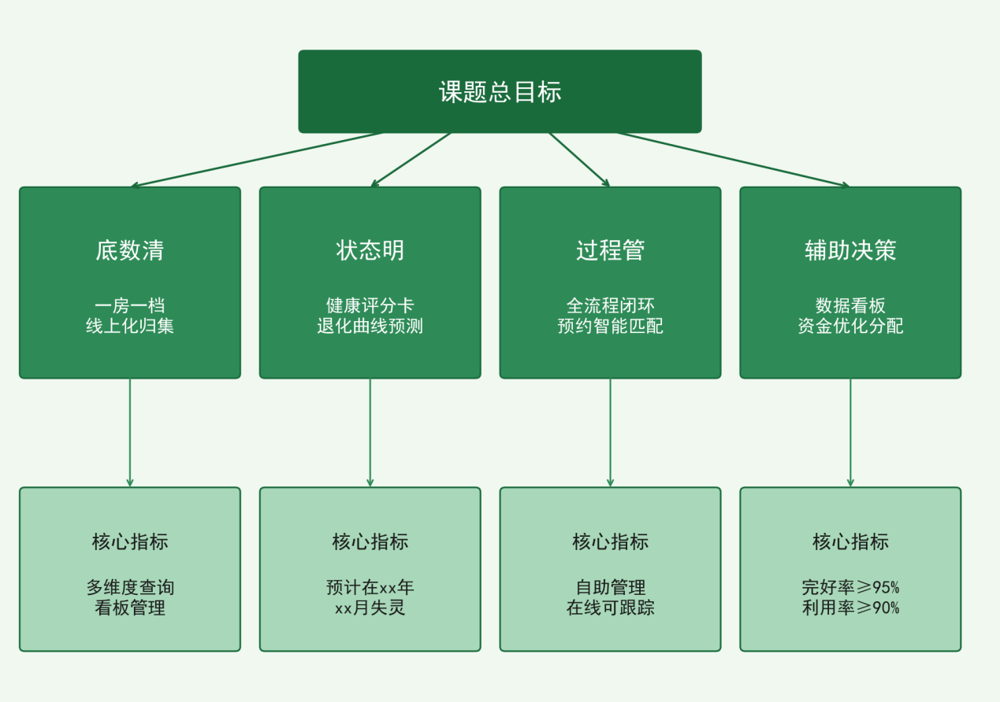 课题总目标
底数清
一房一档
线上化归集
状态明
健康评分卡
退化曲线预测
过程管
全流程闭环
预约智能匹配
辅助决策
数据看板
资金优化分配
核心指标
多维度查询
看板管理
核心指标
预计在xx年
xx月失灵
核心指标
自助管理
在线可跟踪
核心指标
完好率≥95%
利用率≥90%